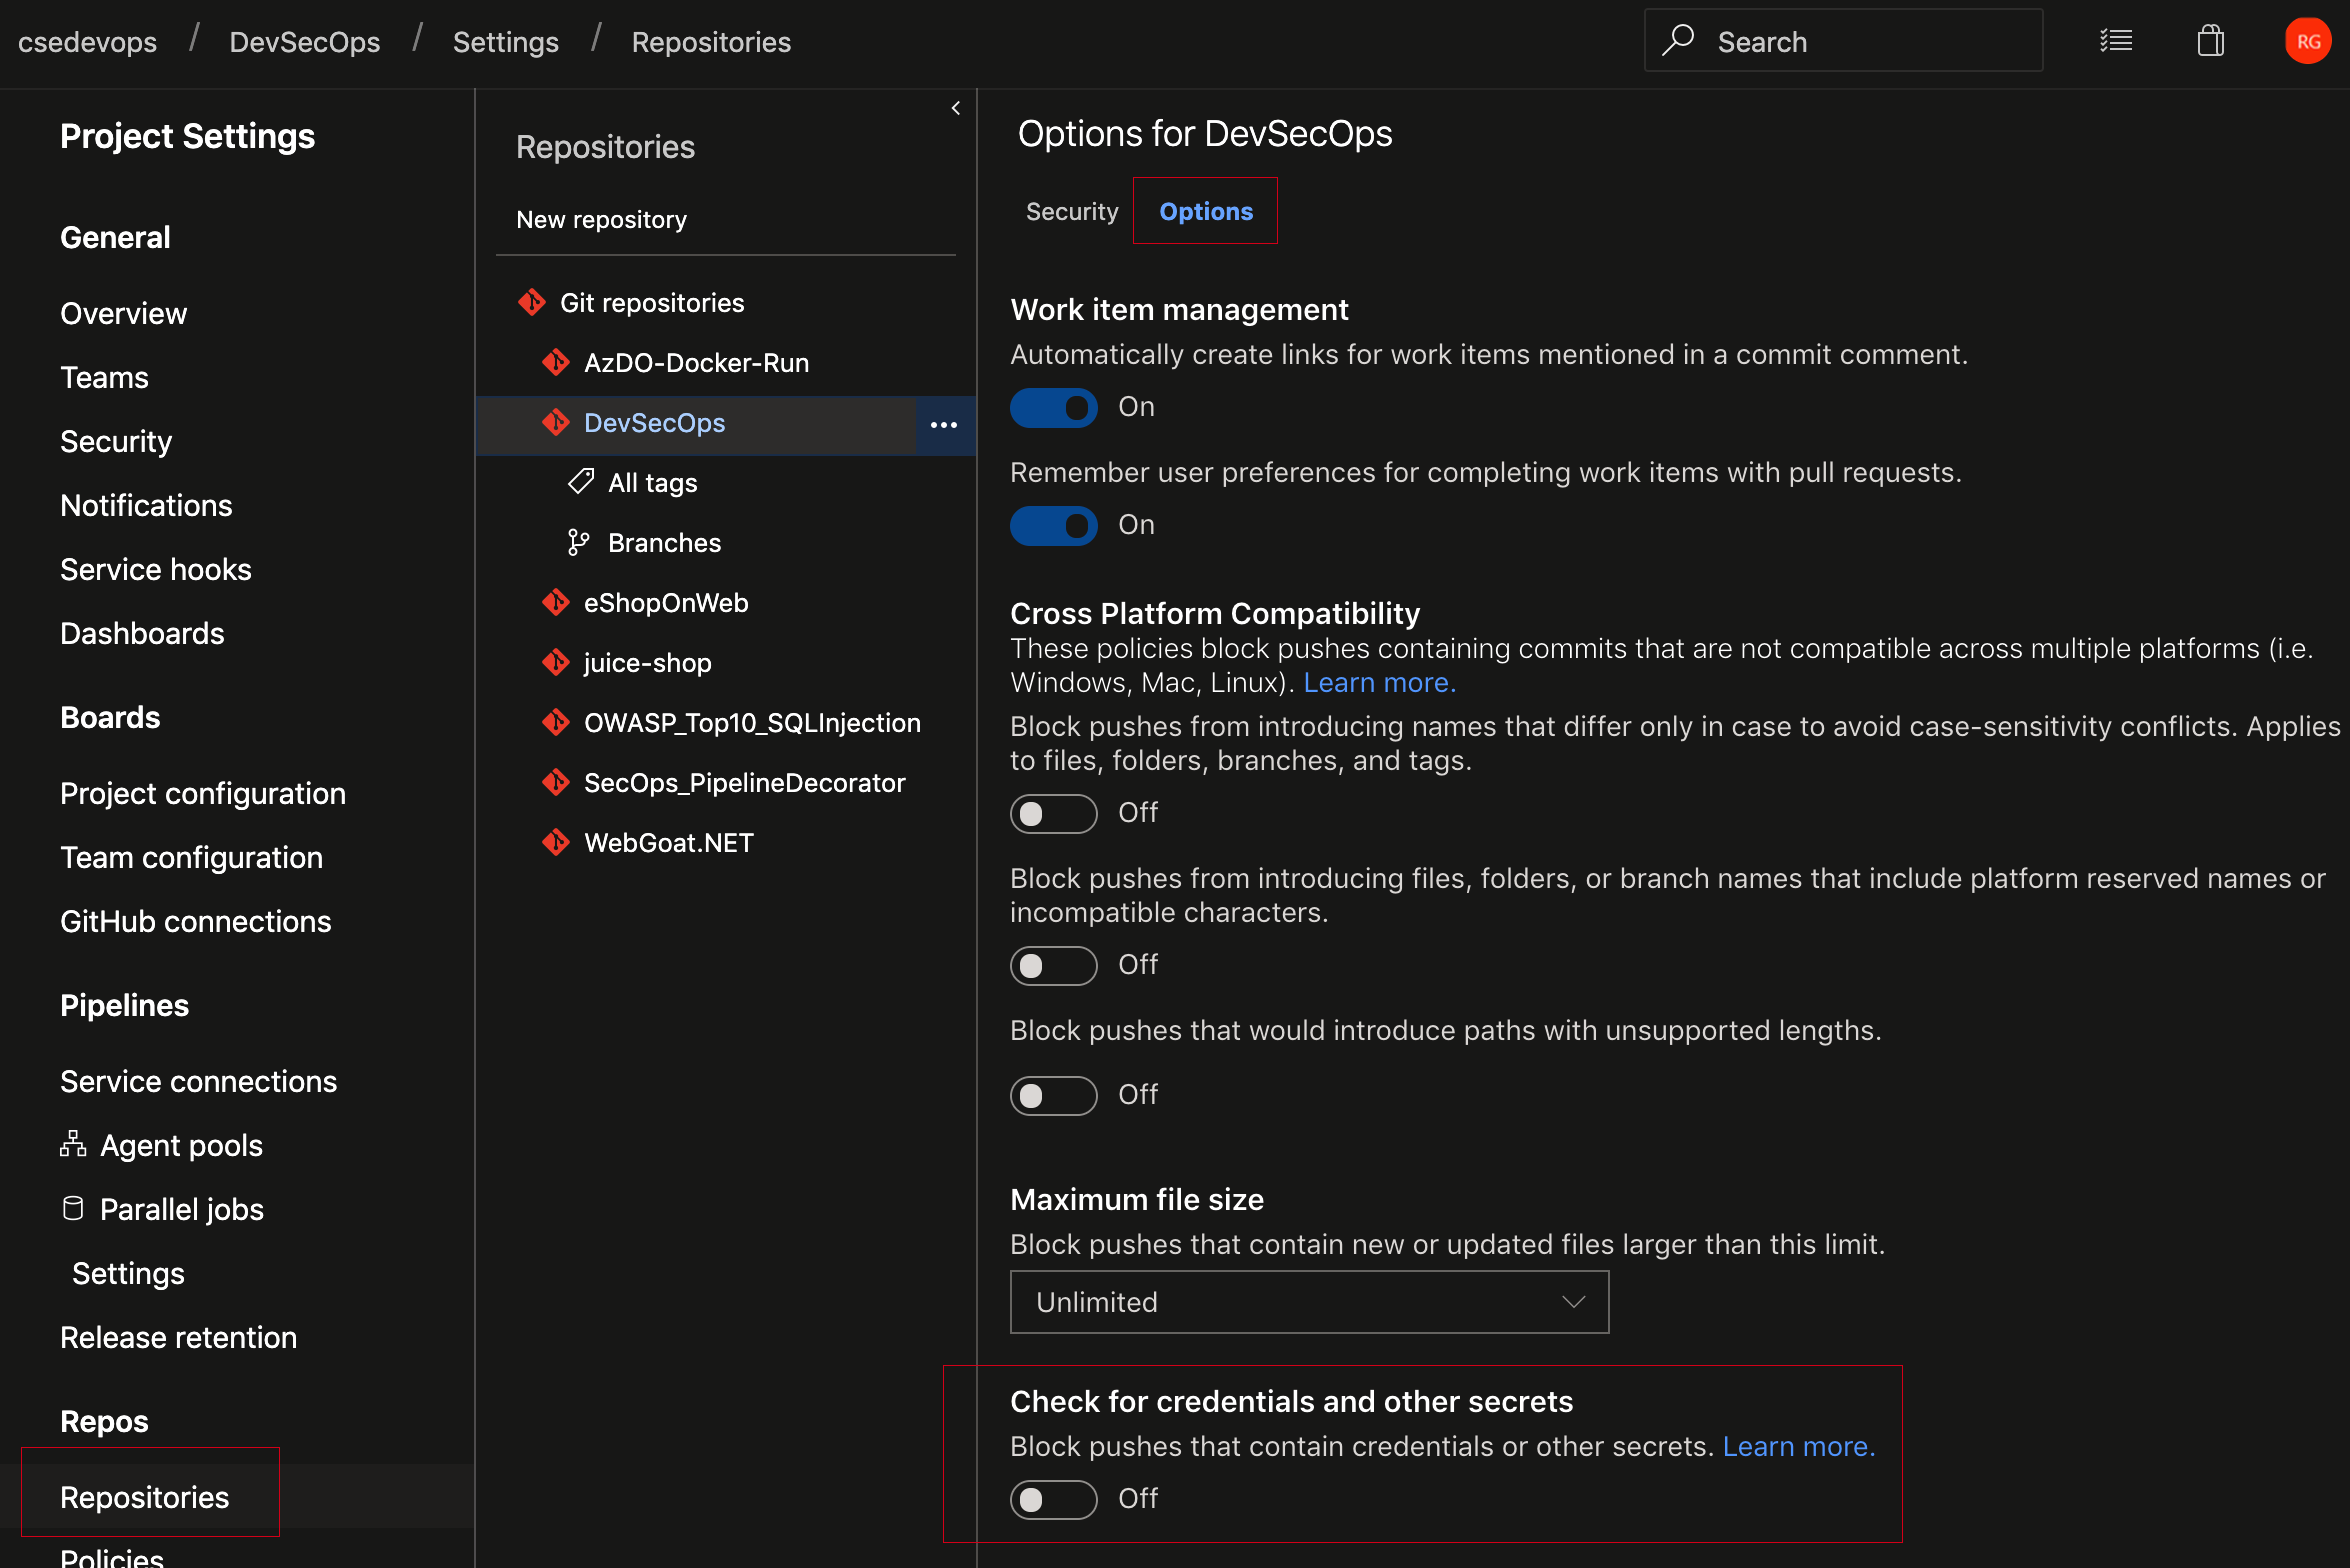 csedevops / DevSecOps / Settings / Repositories
Search
RG
Project Settings
General
Overview
Teams
Security
Notifications
Service hooks
Dashboards
Boards
Project configuration
Team configuration
GitHub connections
Pipelines
Service connections
Agent pools
Parallel jobs
Settings
Release retention
Repos
Repositories
Policies
Repositories
New repository
Git repositories
AzDO-Docker-Run
DevSecOps
All tags
Branches
eShopOnWeb
juice-shop
OWASP_Top10_SQLInjection
SecOps_PipelineDecorator
WebGoat.NET
Options for DevSecOps
Security Options
Work item management
Automatically create links for work items mentioned in a commit comment.
On
Remember user preferences for completing work items with pull requests.
On
Cross Platform Compatibility
These policies block pushes containing commits that are not compatible across multiple platforms (i.e.
Windows, Mac, Linux). Learn more.
Block pushes from introducing names that differ only in case to avoid case-sensitivity conflicts. Applies
to files, folders, branches, and tags.
Off
Block pushes from introducing files, folders, or branch names that include platform reserved names or
incompatible characters.
Off
Block pushes that would introduce paths with unsupported lengths.
Off
Maximum file size
Block pushes that contain new or updated files larger than this limit.
Unlimited
Check for credentials and other secrets
Block pushes that contain credentials or other secrets. Learn more.
Off